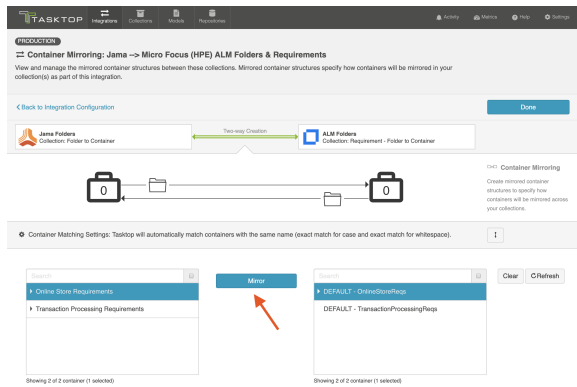 TASKTOP
Integrations
Collections
Models
Repositories
Activity
Metrics
Help
Settings
PRODUCTION
Container Mirroring: Jama --> Micro Focus (HPE) ALM Folders & Requirements
View and manage the mirrored container structures between these collections. Mirrored container structures specify how containers will be mirrored in your
collection(s) as part of this integration.
Back to Integration Configuration
Done
Jama Folders
Collection: Folder to Container
Two-way Creation
ALM Folders
Collection: Requirement - Folder to Container
0
0
Container Mirroring
Create mirrored container
structures to specify how
containers will be mirrored across
your collections.
Container Matching Settings: Tasktop will automatically match containers with the same name (exact match for case and exact match for whitespace).
Search
Mirror
Search
Clear
Refresh
Online Store Requirements
DEFAULT - OnlineStoreReqs
Transaction Processing Requirements
DEFAULT - TransactionProcessingReqs
Showing 2 of 2 container (1 selected)
Showing 2 of 2 container (1 selected)